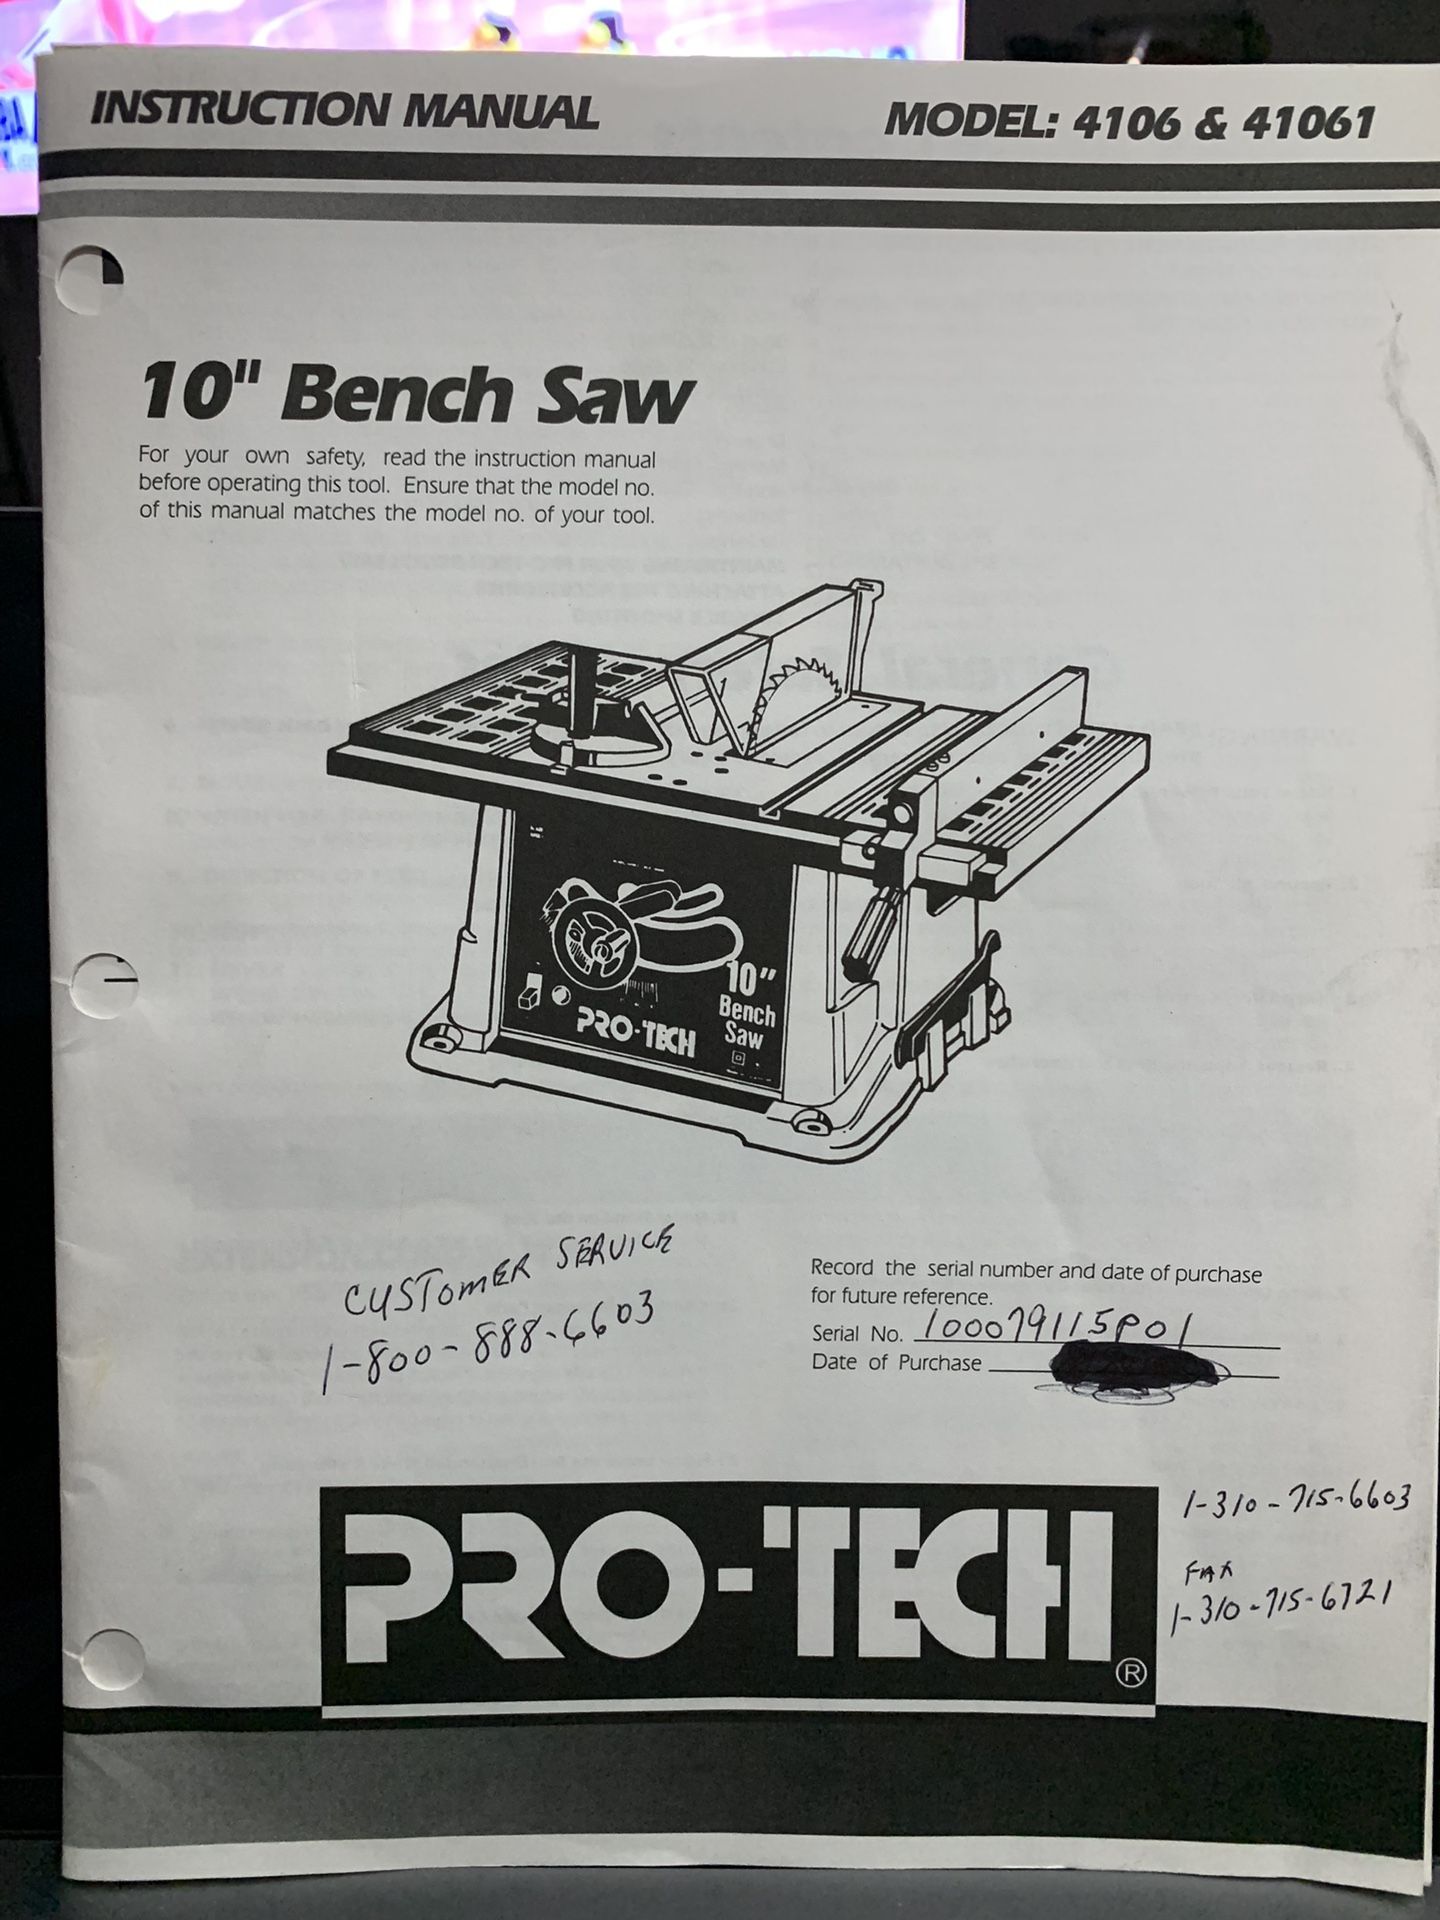 INSTRUCTION MANUAL
MODEL: 4106 & 41061
10" Bench Saw
For your own safety, read the instruction manual
before operating this tool. Ensure that the model no.
of this manual matches the model no. of your tool.
10"
Bench
Saw
PRO-TECH
CUSTOMER SERVICE
1-800-888-6603
Record the serial number and date of purchase
for future reference.
Serial No. 100079115P01
Date of Purchase
PRO-TECH®
1-310-715-6603
FAX
1-310-715-6721